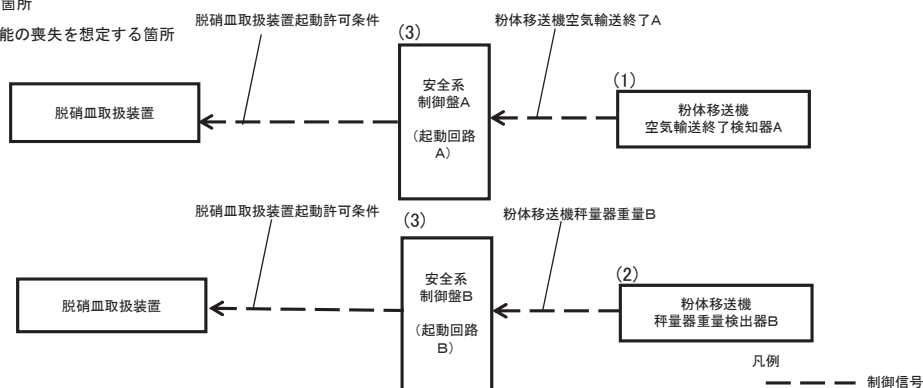 箇所
能の喪失を想定する箇所
脱硝皿取扱装置起動許可条件
粉体移送機空気輸送終了A
(3)
(1)
脱硝皿取扱装置
安全系
制御盤A
(起動回路
A)
粉体移送機
空気輸送終了検知器A
脱硝皿取扱装置起動許可条件
粉体移送機秤量器重量B
(3)
(2)
脱硝皿取扱装置
安全系
制御盤B
(起動回路
B)
粉体移送機
秤量器重量検出器B
凡例
制御信号